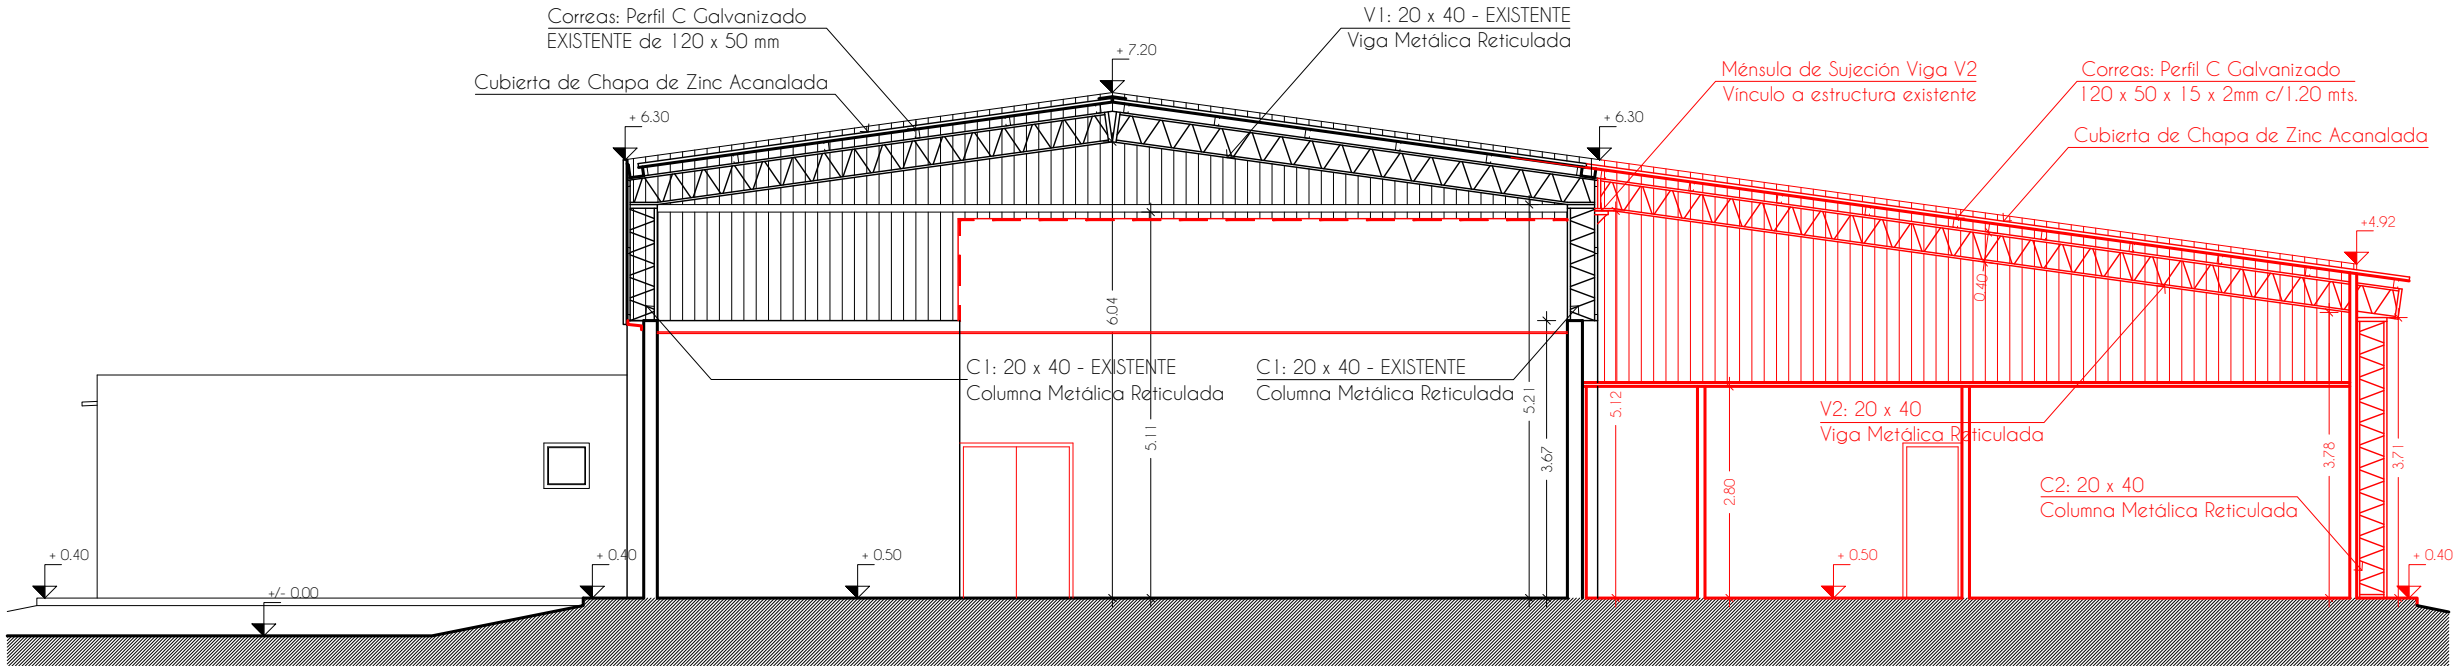 Correas: Perfil C Galvanizado
EXISTENTE de 120 x 50 mm
Cubierta de Chapa de Zinc Acanalada
+ 6.30
+ 7.20
V1: 20 x 40 - EXISTENTE
Viga Metálica Reticulada
+ 6.30
Ménsula de Sujeción Viga V2
Vinculo a estructura existente
Correas: Perfil C Galvanizado
120 x 50 x 15 x 2mm c/1.20 mts.
Cubierta de Chapa de Zinc Acanalada
+4.92
0.40
6.04
C1: 20 x 40 - EXISTENTE
Columna Metálica Reticulada
C1: 20 x 40 - EXISTENTE
Columna Metálica Reticulada
5.11
5.21
3.67
5.12
2.80
V2: 20 x 40
Viga Metálica Reticulada
3.78
3.71
C2: 20 x 40
Columna Metálica Reticulada
+ 0.40
+/- 0.00
+ 0.40
+ 0.50
+ 0.50
+ 0.40